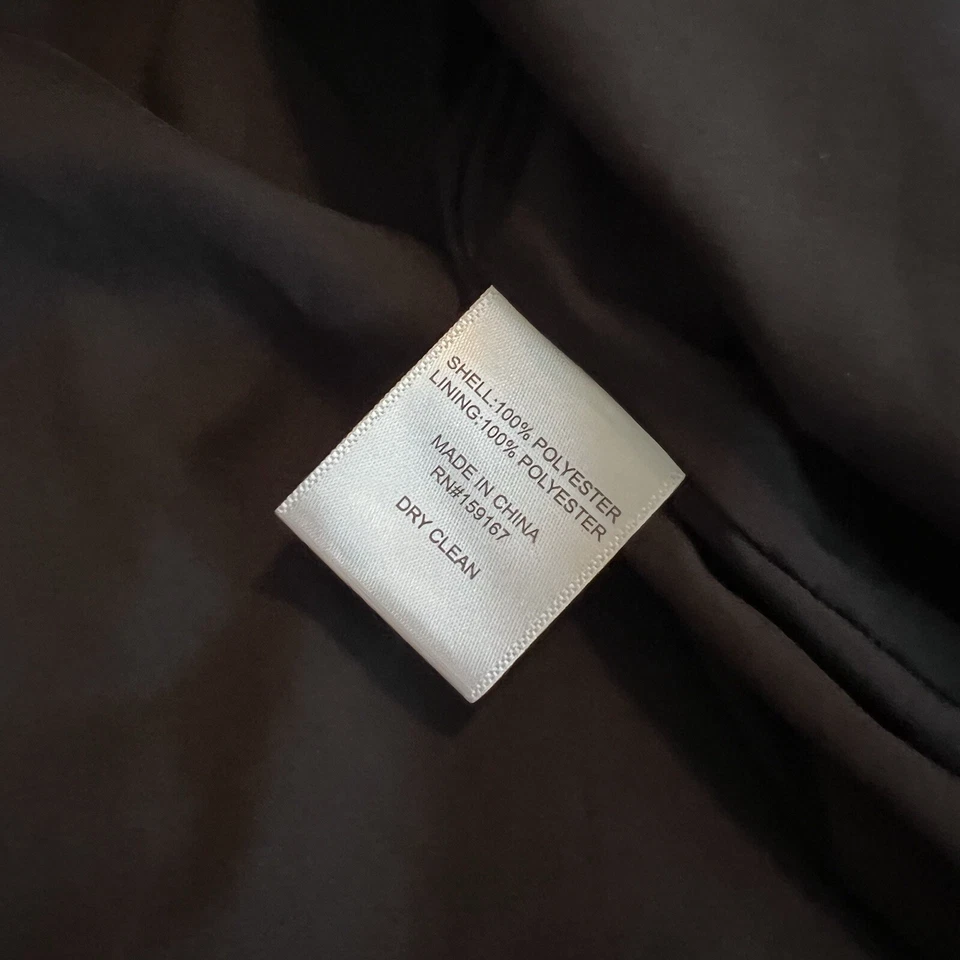 SHELL:100% POLYESTER
LINING:100% POLYESTER
MADE IN CHINA
RN#159167
DRY CLEAN